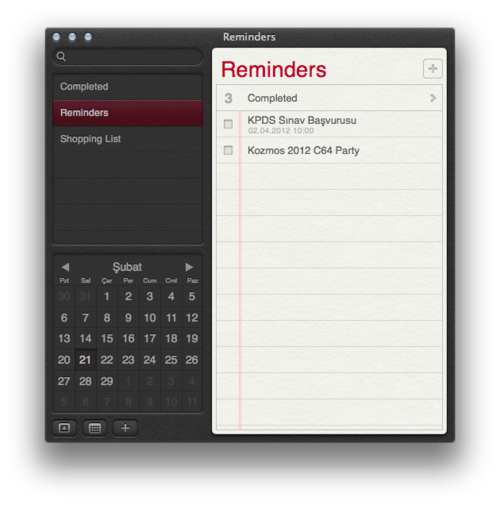 Reminders
Completed
Reminders
Shopping List
Şubat
Pzt Sal Çar Per Cum Cmt Paz
30 31 1 2 3 4 5
6 7 8 9 10 11 12
13 14 15 16 17 18 19
20 21 22 23 24 25 26
27 28 29 1 2 3 4
5 6 7 8 9 10 11
Reminders
3 Completed
KPDS Sınav Başvurusu
02.04.2012 10:00
Kozmos 2012 C64 Party